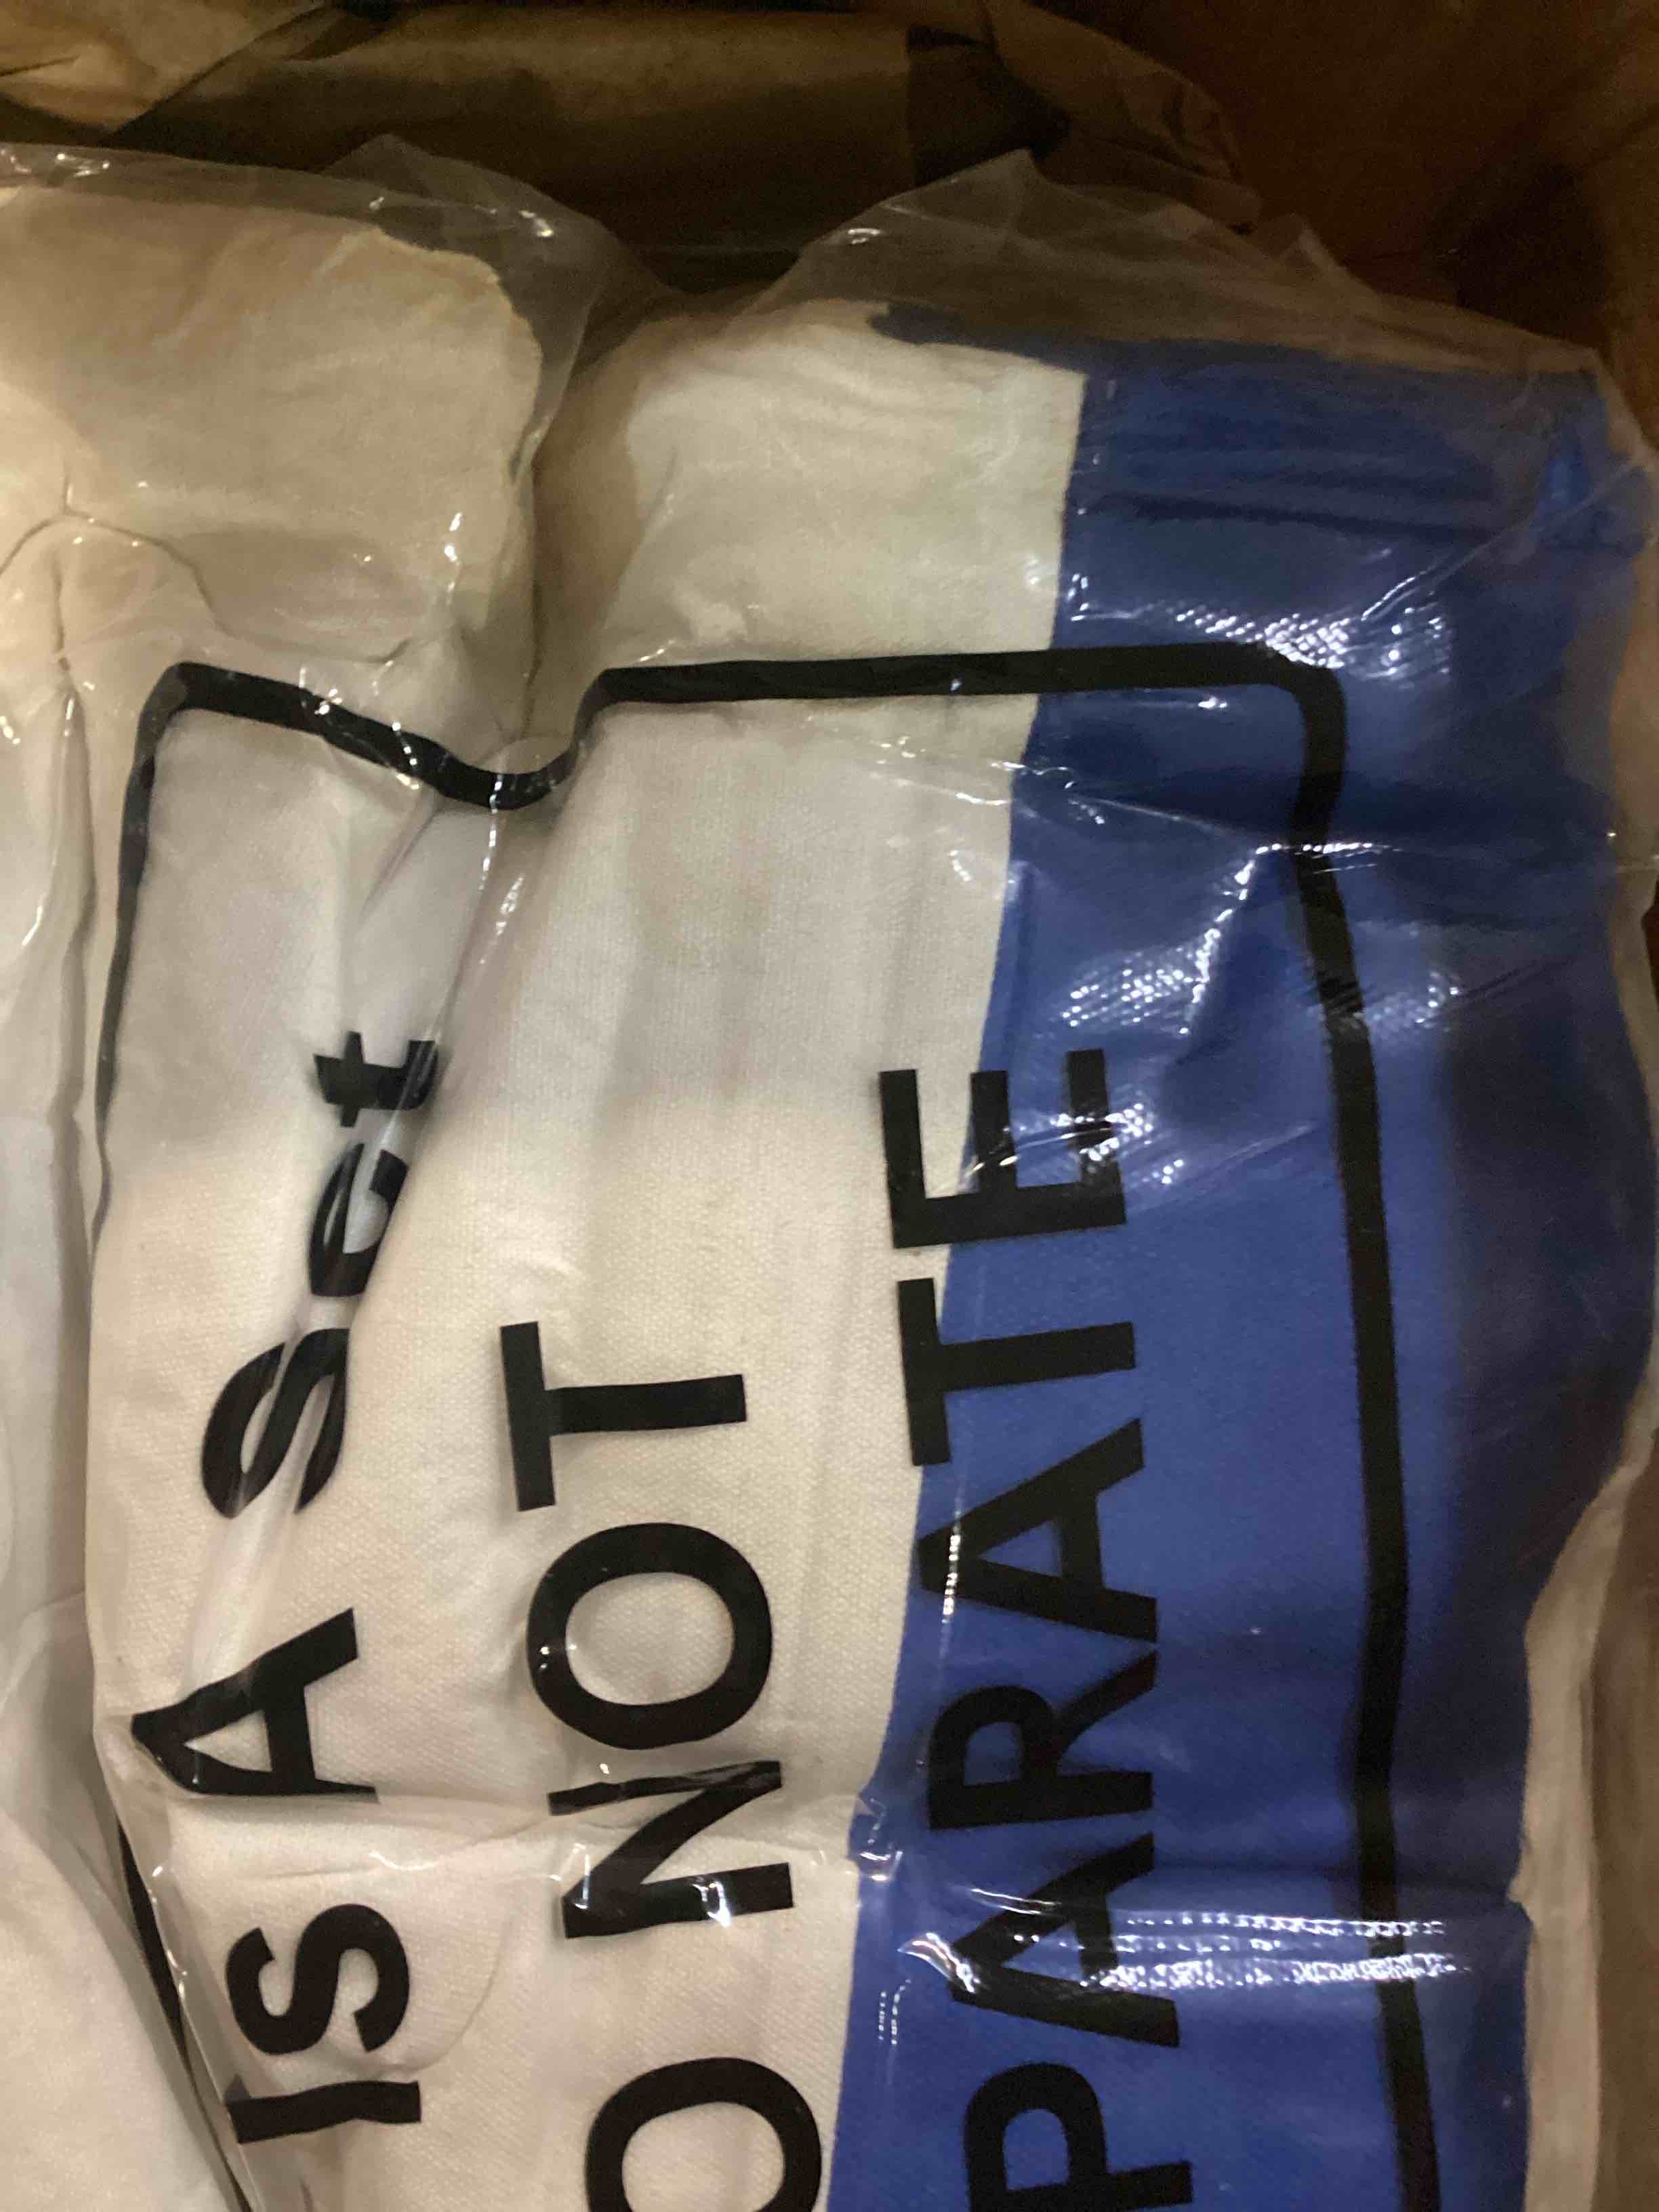 IS A Set
O NOT
PARATE